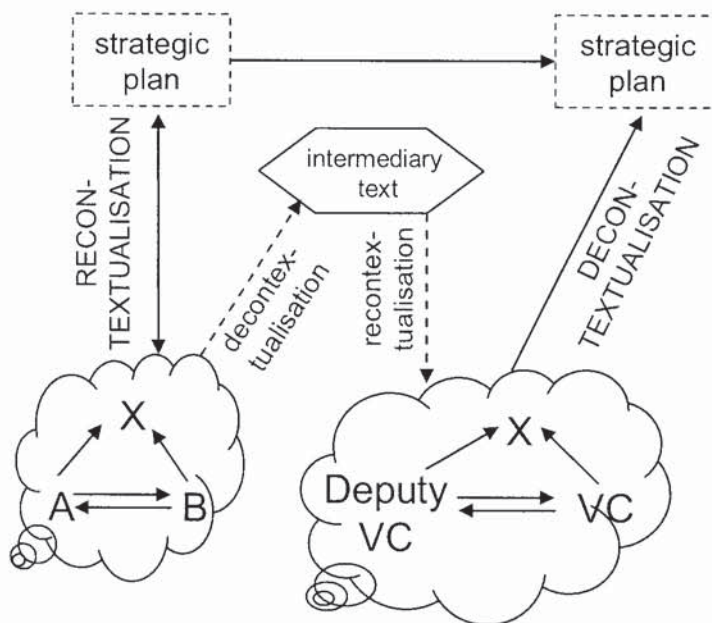 strategic
plan
strategic
plan
RECON-
TEXTUALISATION
intermediary
text
decontex-
tualisation
recontex-
tualisation
DECON-
TEXTUALISATION
X
A
B
X
Deputy
VC
VC